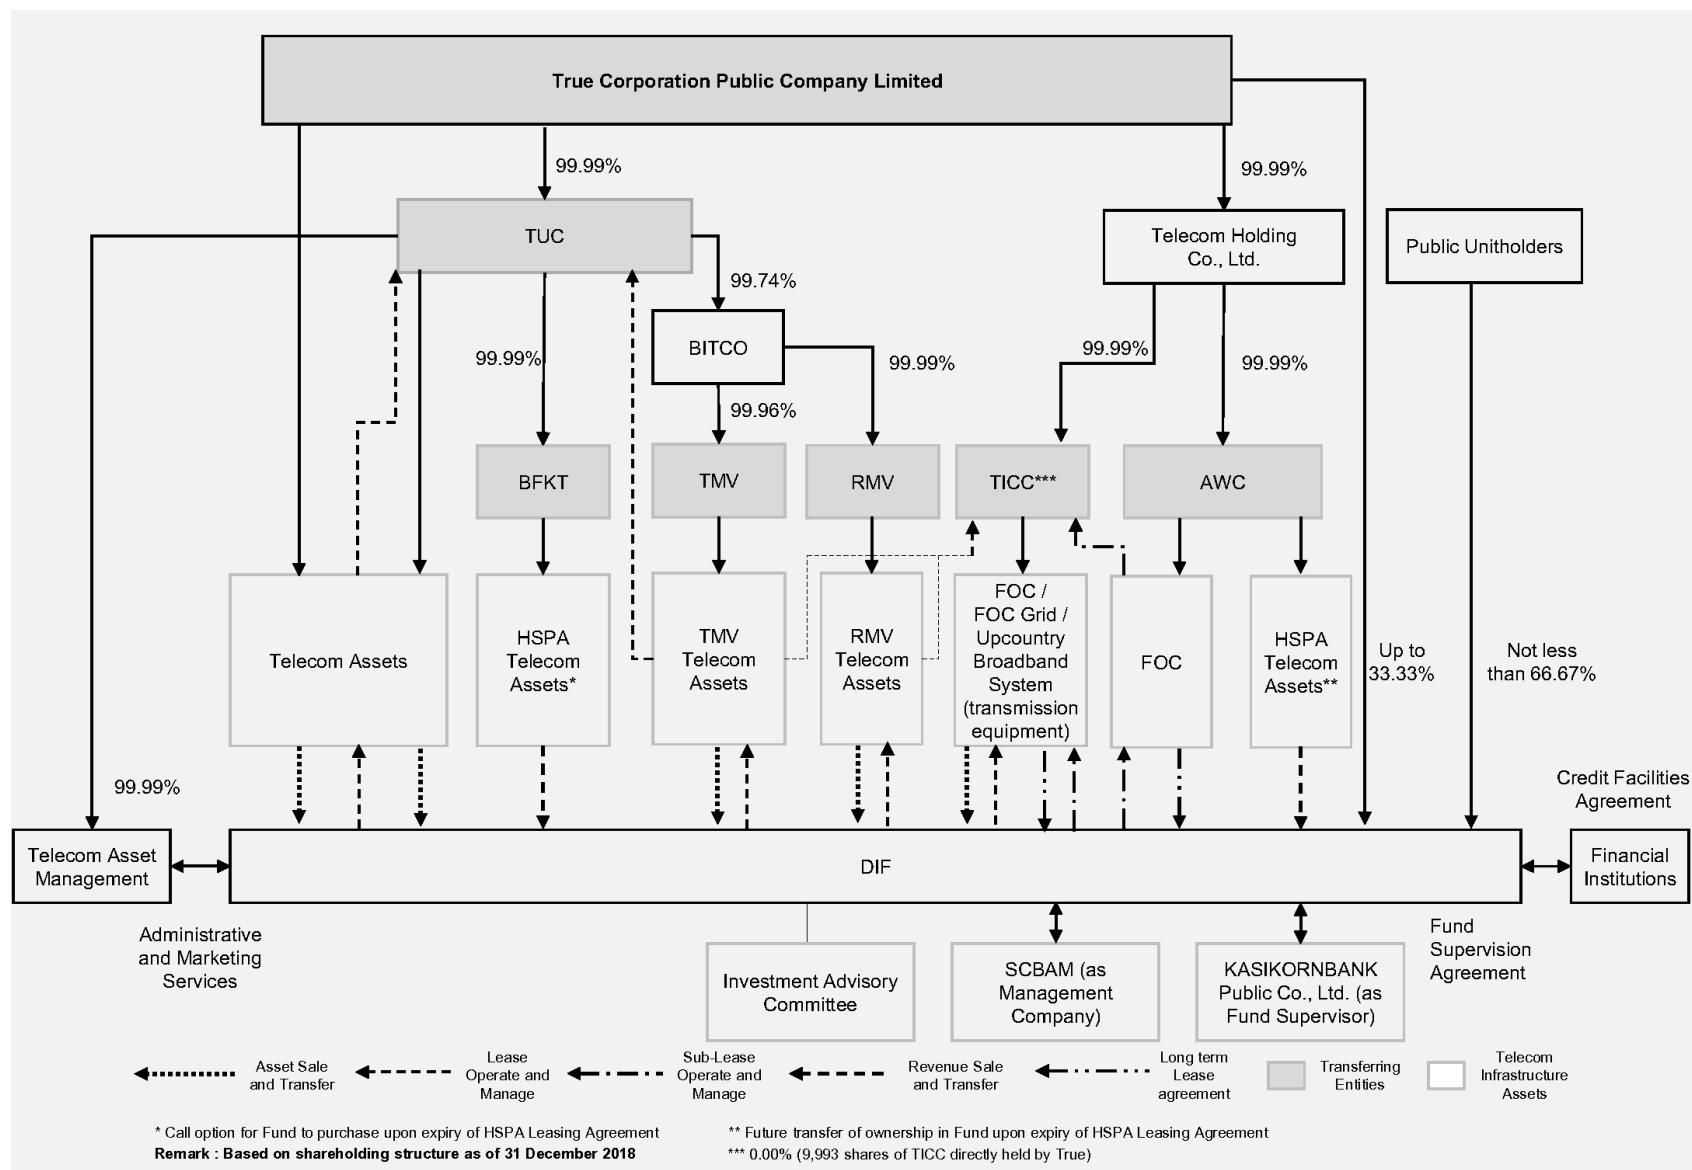 True Corporation Public Company Limited
99.99%
99.99%
TUC
Telecom Holding
Co., Ltd.
Public Unitholders
99.74%
BITCO
99.99%
99.99%
99.99%
99.99%
99.96%
BFKT
TMV
RMV
TICC***
AWC
Telecom Assets
HSPA
Telecom
Assets*
TMV
Telecom
Assets
RMV
Telecom
Assets
FOC /
FOC Grid /
Upcountry
Broadband
System
(transmission
equipment)
FOC
HSPA
Telecom
Assets**
Up to
33.33%
Not less
than 66.67%
99.99%
Credit Facilities
Agreement
Telecom Asset
Management
DIF
Financial
Institutions
Administrative
and Marketing
Services
Investment Advisory
Committee
SCBAM (as
Management
Company)
KASIKORNBANK
Public Co., Ltd. (as
Fund Supervisor)
Fund
Supervision
Agreement
Asset Sale
and Transfer
Lease
Operate and
Manage
Sub-Lease
Operate and
Manage
Revenue Sale
and Transfer
Long term
Lease
agreement
Transferring
Entities
Telecom
Infrastructure
Assets
* Call option for Fund to purchase upon expiry of HSPA Leasing Agreement
** Future transfer of ownership in Fund upon expiry of HSPA Leasing Agreement
Remark : Based on shareholding structure as of 31 December 2018
*** 0.00% (9,993 shares of TICC directly held by True)